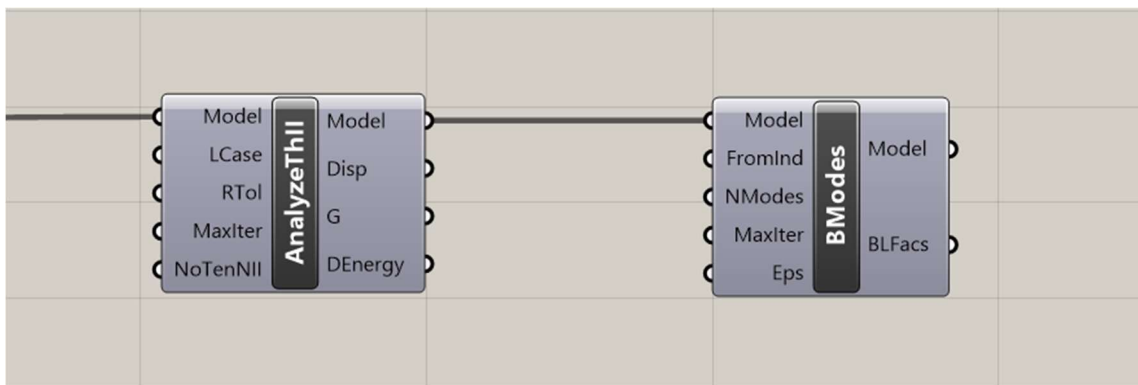 Model
LCase
RTol
MaxIter
NoTenNII
AnalyzeThII
Model
Disp
G
DEnergy
Model
FromInd
NModes
MaxIter
Eps
BModes
Model
BLFacs